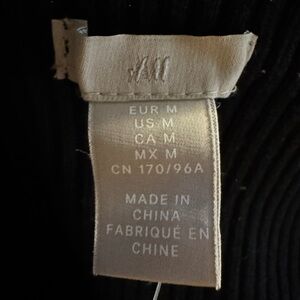 H&M
EUR M
US M
CA M
MX M
CN 170/96A
MADE IN
CHINA
FABRIQUÉ EN
CHINE